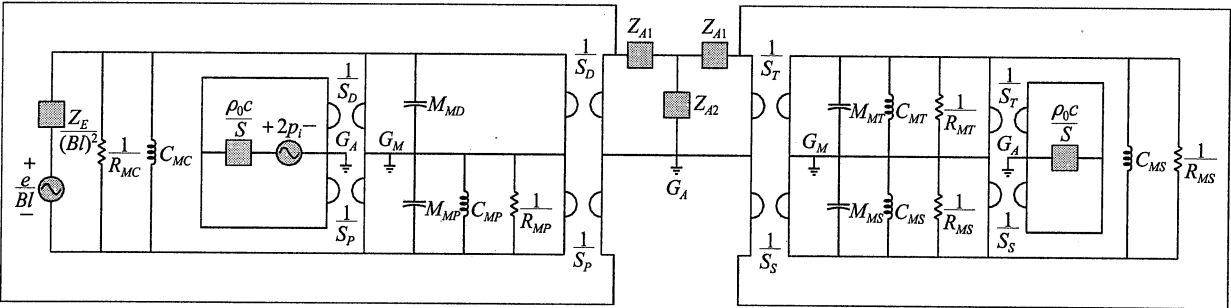 Z_E
(Bl)^2
+
e
Bl
−
1
R_MC
C_MC
ρ_0c
S
+2p_i−
1
S_D
G_A
1
S_P
G_M
M_MD
M_MP
C_MP
1
R_MP
1
S_D
1
S_P
Z_A1
Z_A1
Z_A2
G_A
1
S_T
1
S_S
G_M
M_MT
C_MT
1
R_MT
M_MS
C_MS
1
R_MS
1
S_T
G_A
1
S_S
ρ_0c
S
C_MS
1
R_MS